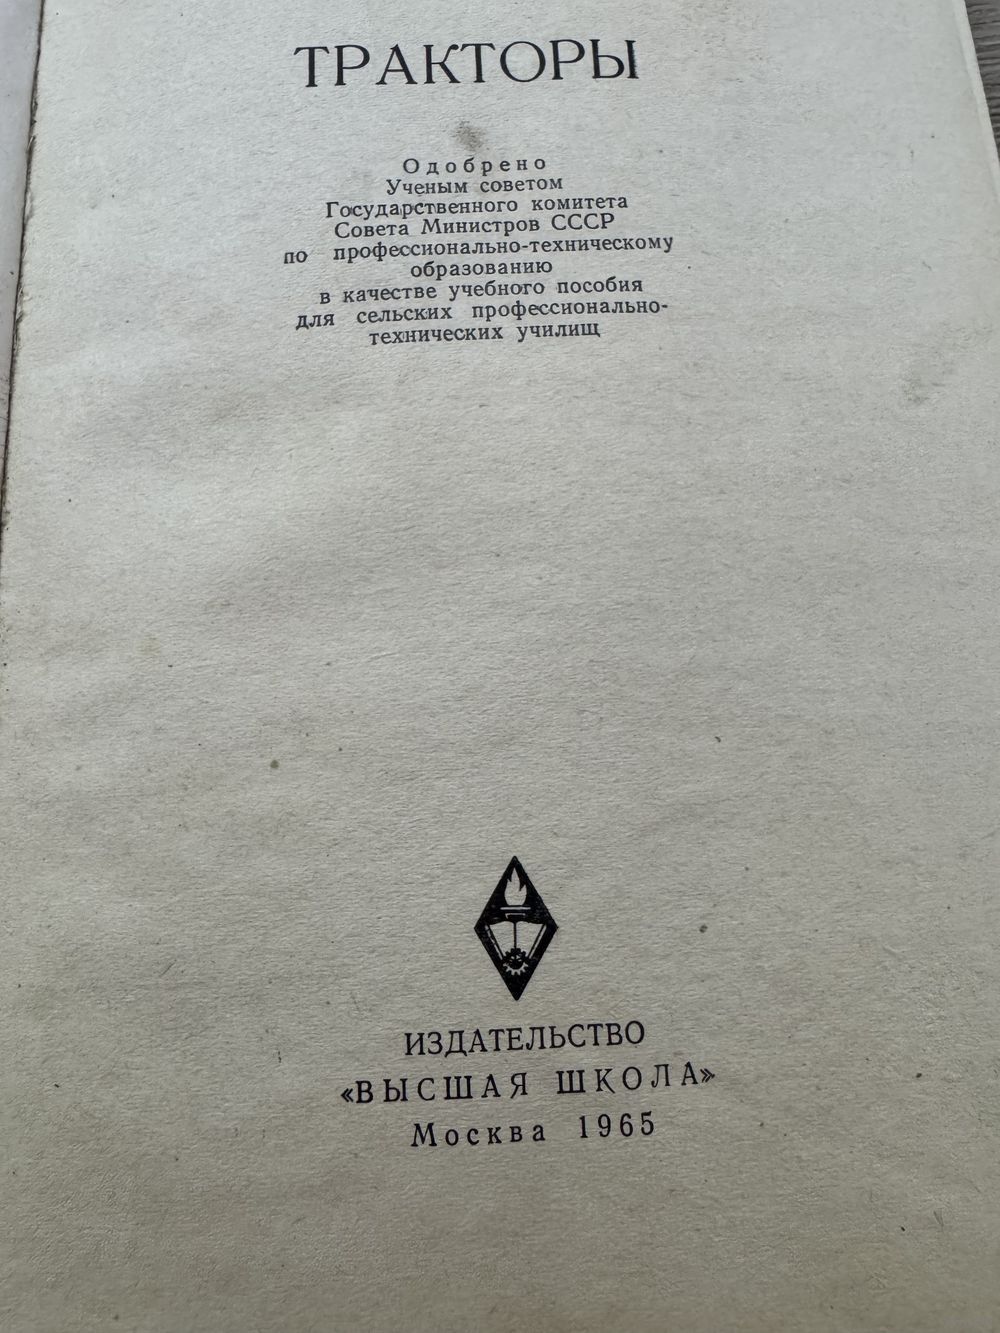 ТРАКТОРЫ
Одобрено
Ученым советом
Государственного комитета
Совета Министров СССР
по профессионально-техническому
образованию
в качестве учебного пособия
для сельских профессионально-
технических училищ
ИЗДАТЕЛЬСТВО
«ВЫСШАЯ ШКОЛА»
Москва 1965